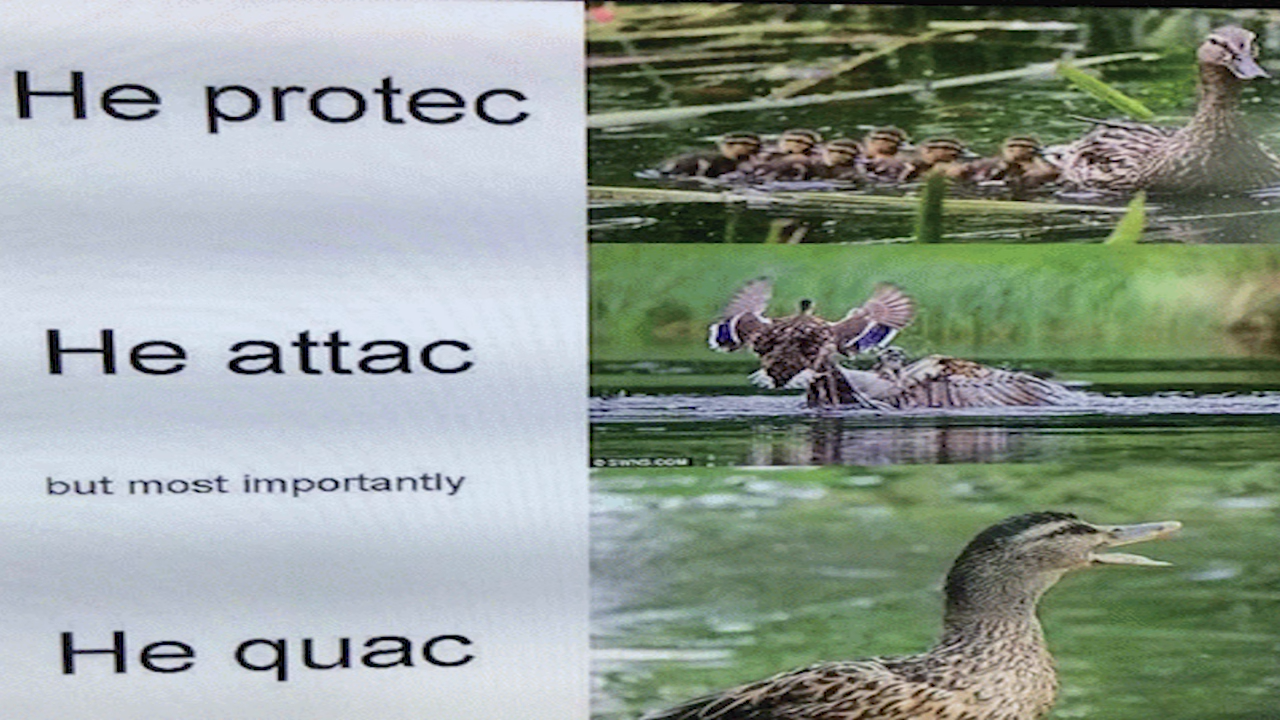 He protec
He attac
© SWNS.COM
but most importantly
He quac